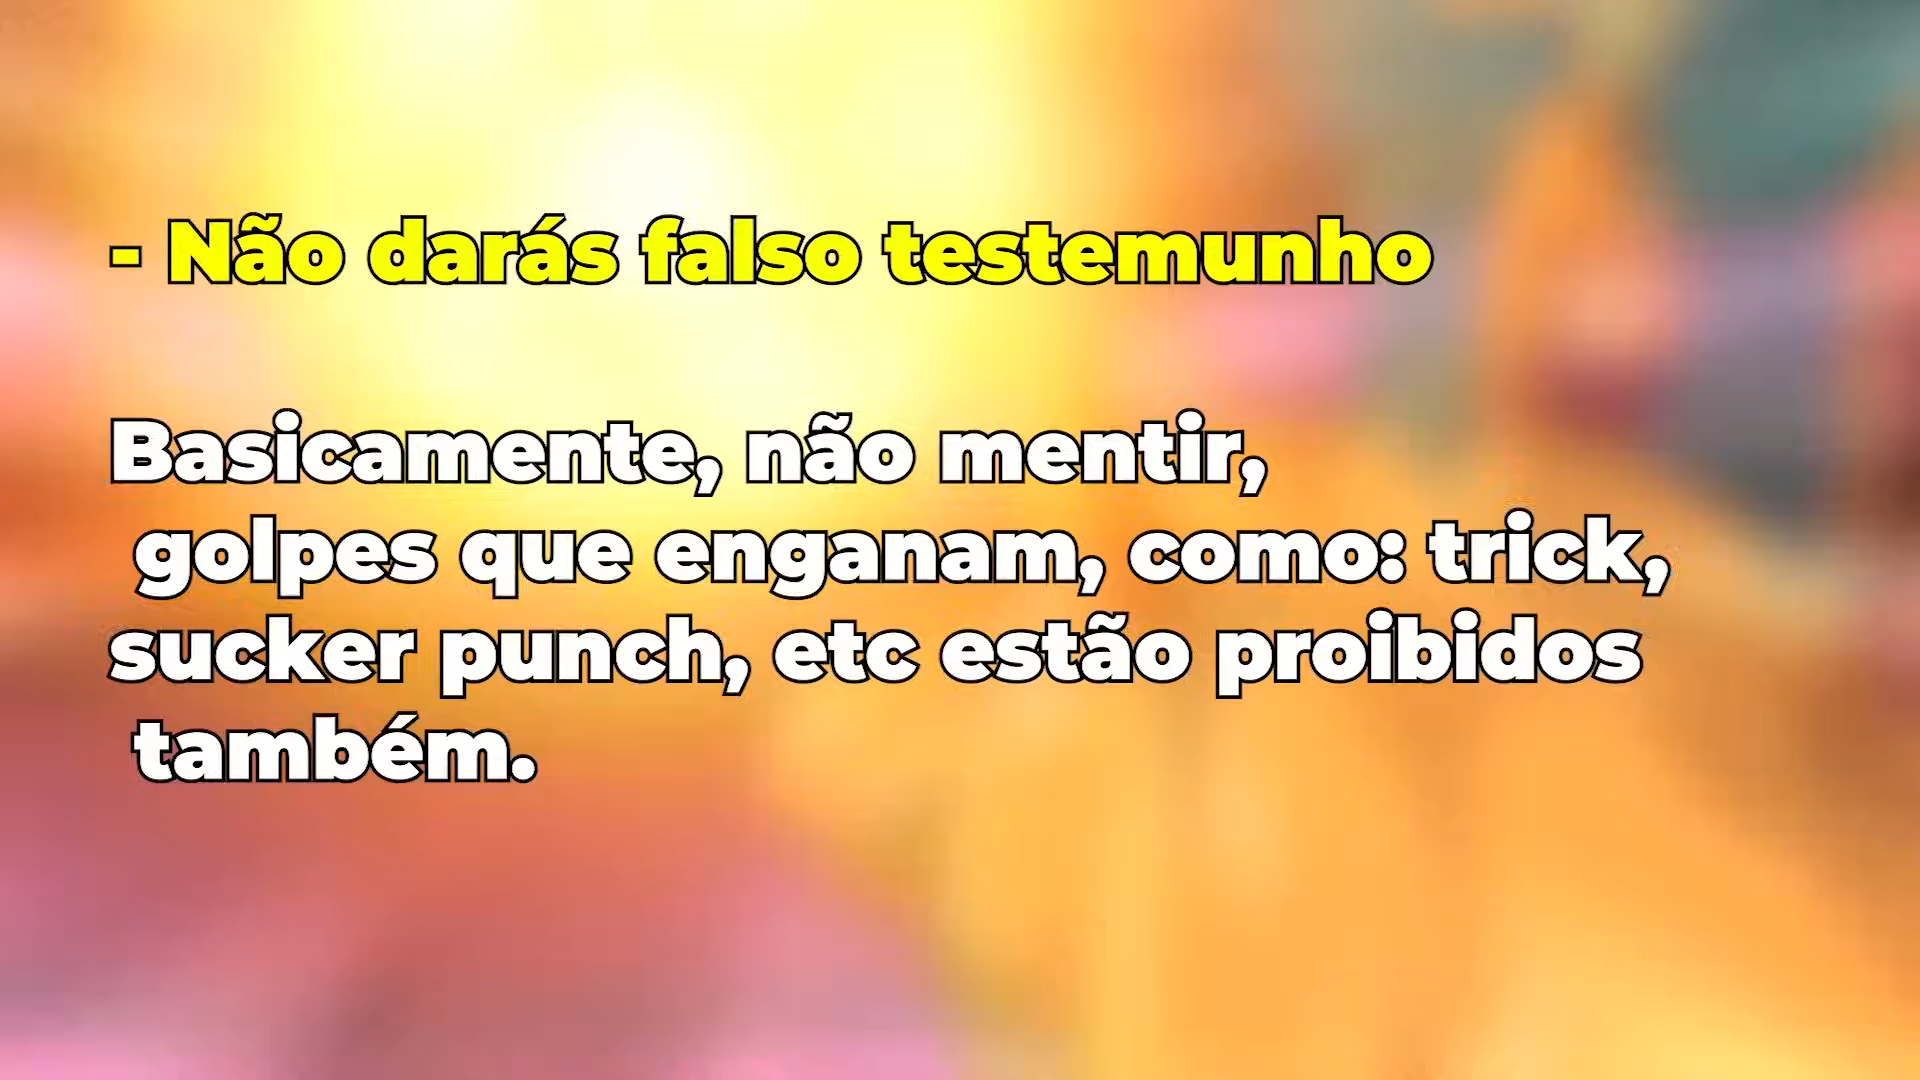 - Não darás falso testemunho
Basicamente, não mentir,
golpes que enganam, como: trick,
sucker punch, etc estão proibidos
também.